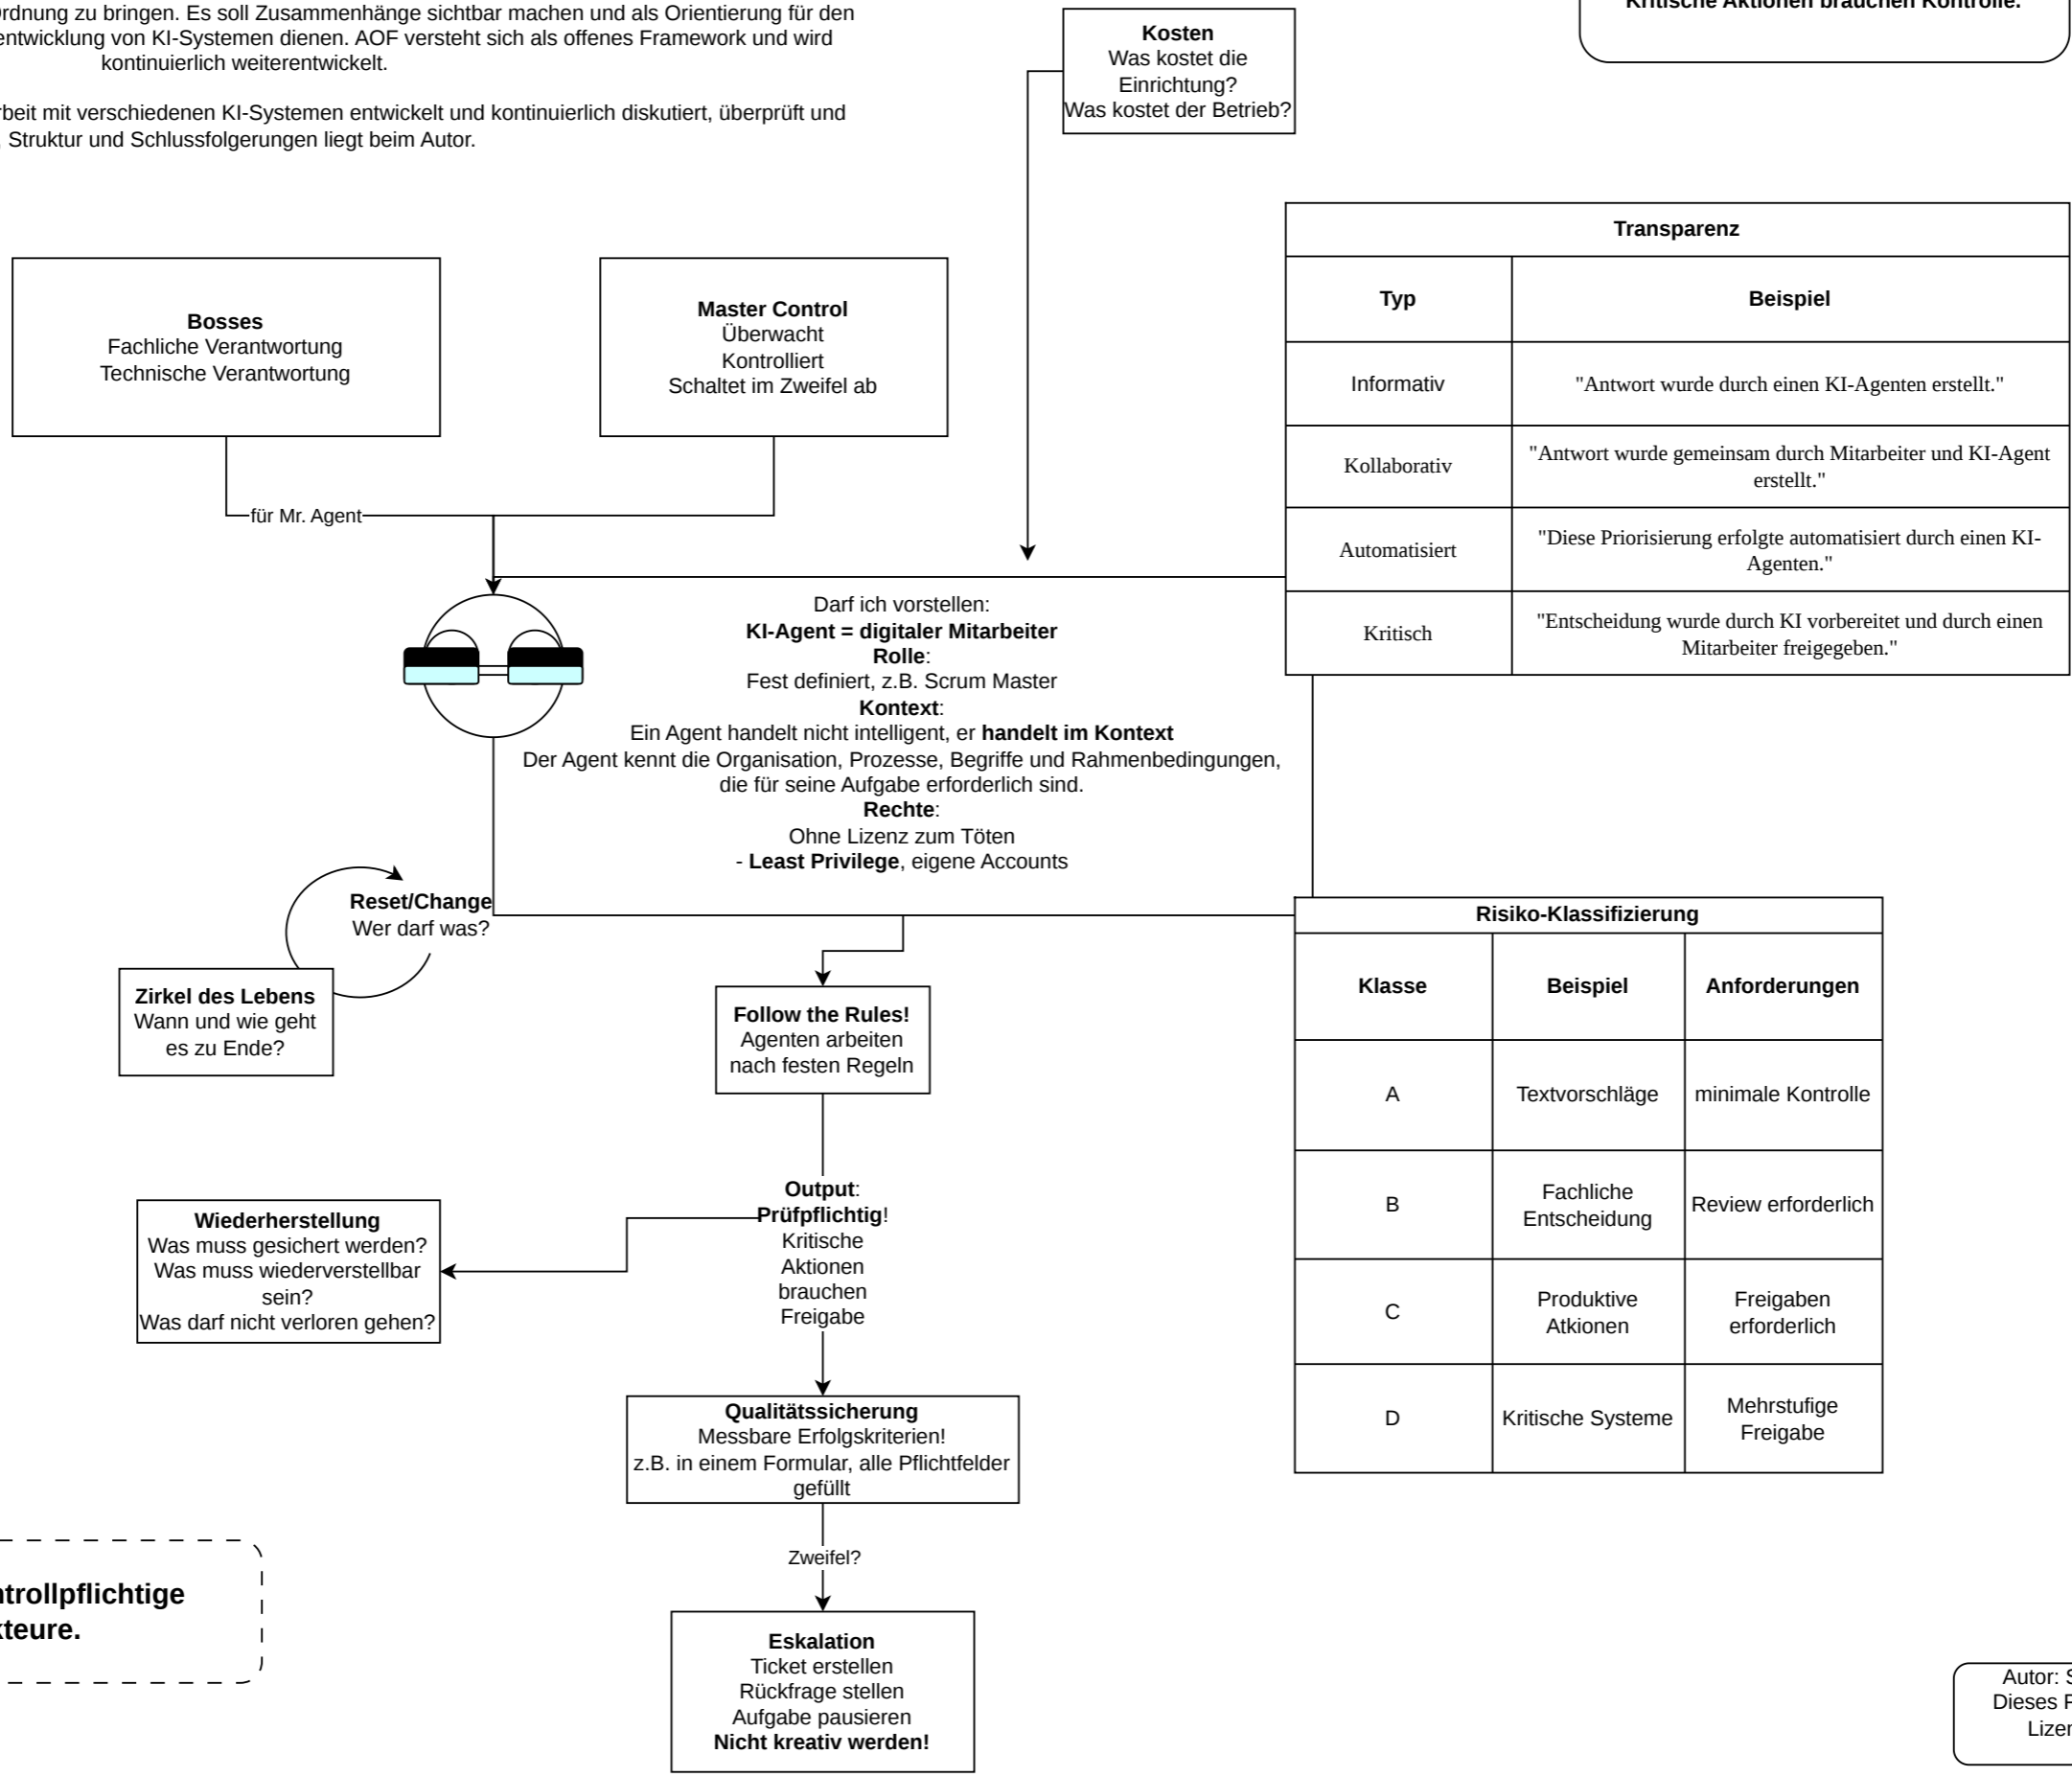 Ordnung zu bringen. Es soll Zusammenhänge sichtbar machen und als Orientierung für den
entwicklung von KI-Systemen dienen. AOF versteht sich als offenes Framework und wird
kontinuierlich weiterentwickelt.
beit mit verschiedenen KI-Systemen entwickelt und kontinuierlich diskutiert, überprüft und
Struktur und Schlussfolgerungen liegt beim Autor.
Kosten
Was kostet die
Einrichtung?
Was kostet der Betrieb?
Kritische Aktionen brauchen Kontrolle.
Bosses
Fachliche Verantwortung
Technische Verantwortung
Master Control
Überwacht
Kontrolliert
Schaltet im Zweifel ab
für Mr. Agent
Transparenz
Typ Beispiel
Informativ "Antwort wurde durch einen KI-Agenten erstellt."
Kollaborativ "Antwort wurde gemeinsam durch Mitarbeiter und KI-Agent
erstellt."
Automatisiert "Diese Priorisierung erfolgte automatisiert durch einen KI-
Agenten."
Kritisch "Entscheidung wurde durch KI vorbereitet und durch einen
Mitarbeiter freigegeben."
Darf ich vorstellen:
KI-Agent = digitaler Mitarbeiter
Rolle:
Fest definiert, z.B. Scrum Master
Kontext:
Ein Agent handelt nicht intelligent, er handelt im Kontext
Der Agent kennt die Organisation, Prozesse, Begriffe und Rahmenbedingungen,
die für seine Aufgabe erforderlich sind.
Rechte:
Ohne Lizenz zum Töten
- Least Privilege, eigene Accounts
Reset/Change
Wer darf was?
Zirkel des Lebens
Wann und wie geht
es zu Ende?
Follow the Rules!
Agenten arbeiten
nach festen Regeln
Output:
Prüfpflichtig!
Kritische
Aktionen
brauchen
Freigabe
Wiederherstellung
Was muss gesichert werden?
Was muss wiederverstellbar
sein?
Was darf nicht verloren gehen?
Qualitätssicherung
Messbare Erfolgskriterien!
z.B. in einem Formular, alle Pflichtfelder
gefüllt
Zweifel?
Eskalation
Ticket erstellen
Rückfrage stellen
Aufgabe pausieren
Nicht kreativ werden!
Risiko-Klassifizierung
Klasse Beispiel Anforderungen
A Textvorschläge minimale Kontrolle
B Fachliche
Entscheidung Review erforderlich
C Produktive
Atkionen Freigaben
erforderlich
D Kritische Systeme Mehrstufige
Freigabe
ntrollpflichtige
kteure.
Autor:
Dieses